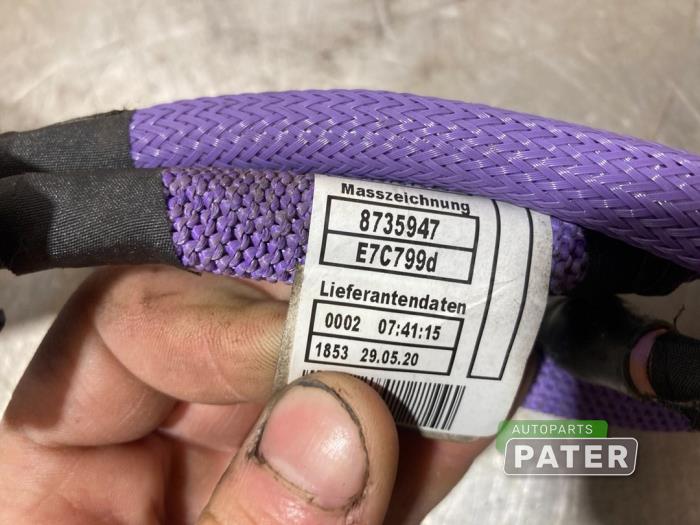 Masszeichnung
8735947
E7C799d
Lieferantendaten
0002 07:41:15
1853 29.05.20
AUTOPARTS
PATER